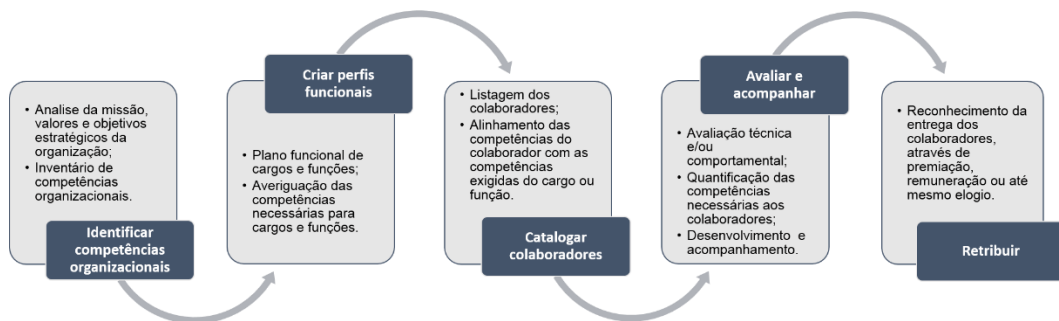 • Analise da missão,
valores e objetivos
estratégicos da
organização;
• Inventário de
competências
organizacionais.
Identificar
competências
organizacionais
Criar perfis
funcionais
• Plano funcional de
cargos e funções;
• Averiguação das
competências
necessárias para
cargos e funções.
• Listagem dos
colaboradores;
• Alinhamento das
competências do
colaborador com as
competências
exigidas do cargo ou
função.
Catalogar
colaboradores
Avaliar e
acompanhar
• Avaliação técnica
e/ou
comportamental;
• Quantificação das
competências
necessárias aos
colaboradores;
• Desenvolvimento e
acompanhamento.
• Reconhecimento da
entrega dos
colaboradores,
através de
premiação,
remuneração ou até
mesmo elogio.
Retribuir